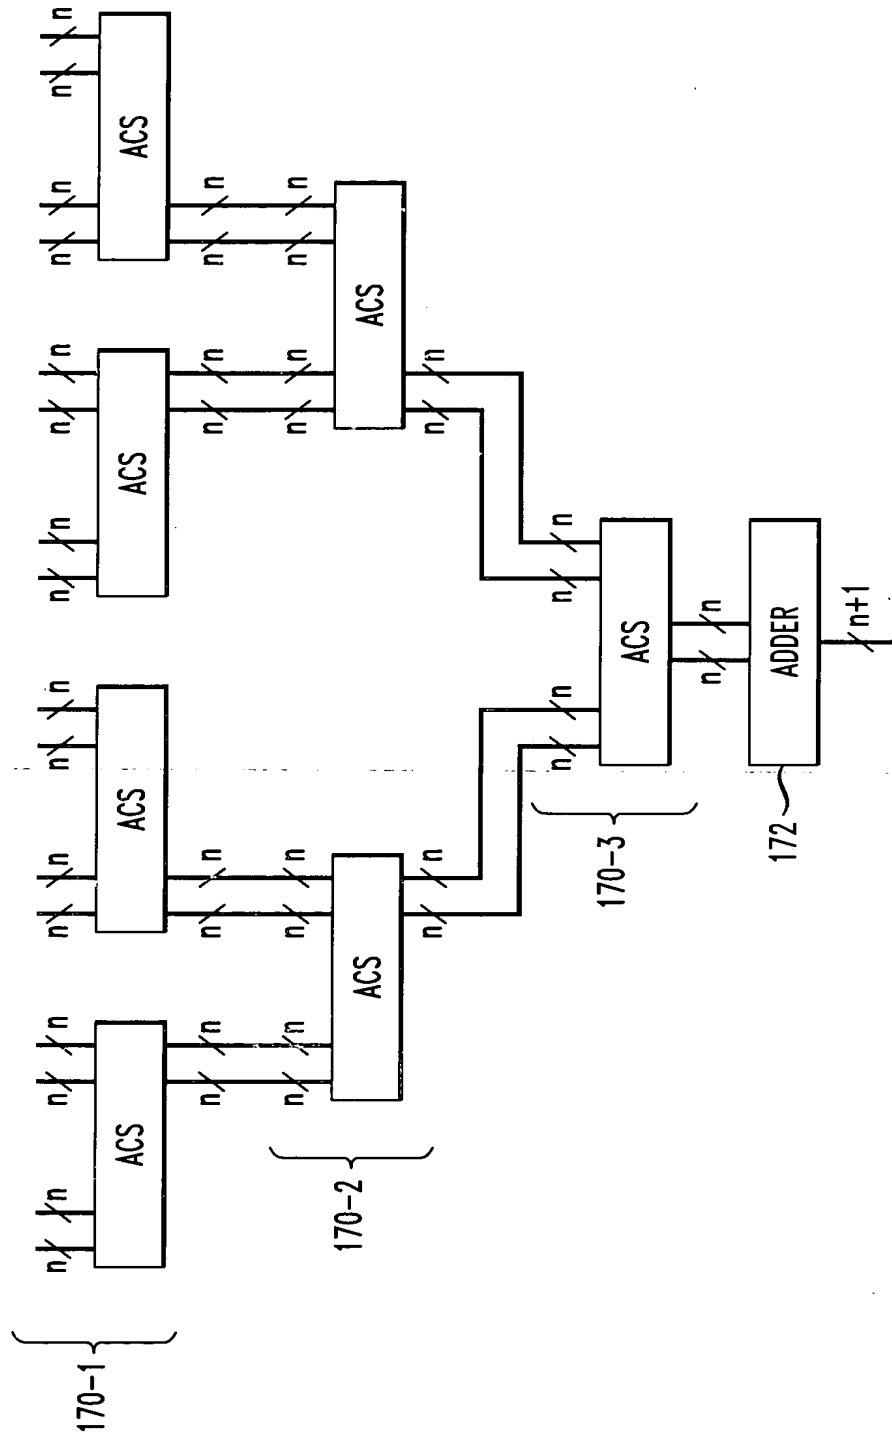 170-1
n n n n n n n n n n n n n n n n
ACS ACS ACS ACS
n n n n n n n n
170-2
n n n n n n n n
ACS ACS
n n n n
170-3
n n n n
ACS
n n
172
ADDER
n+1